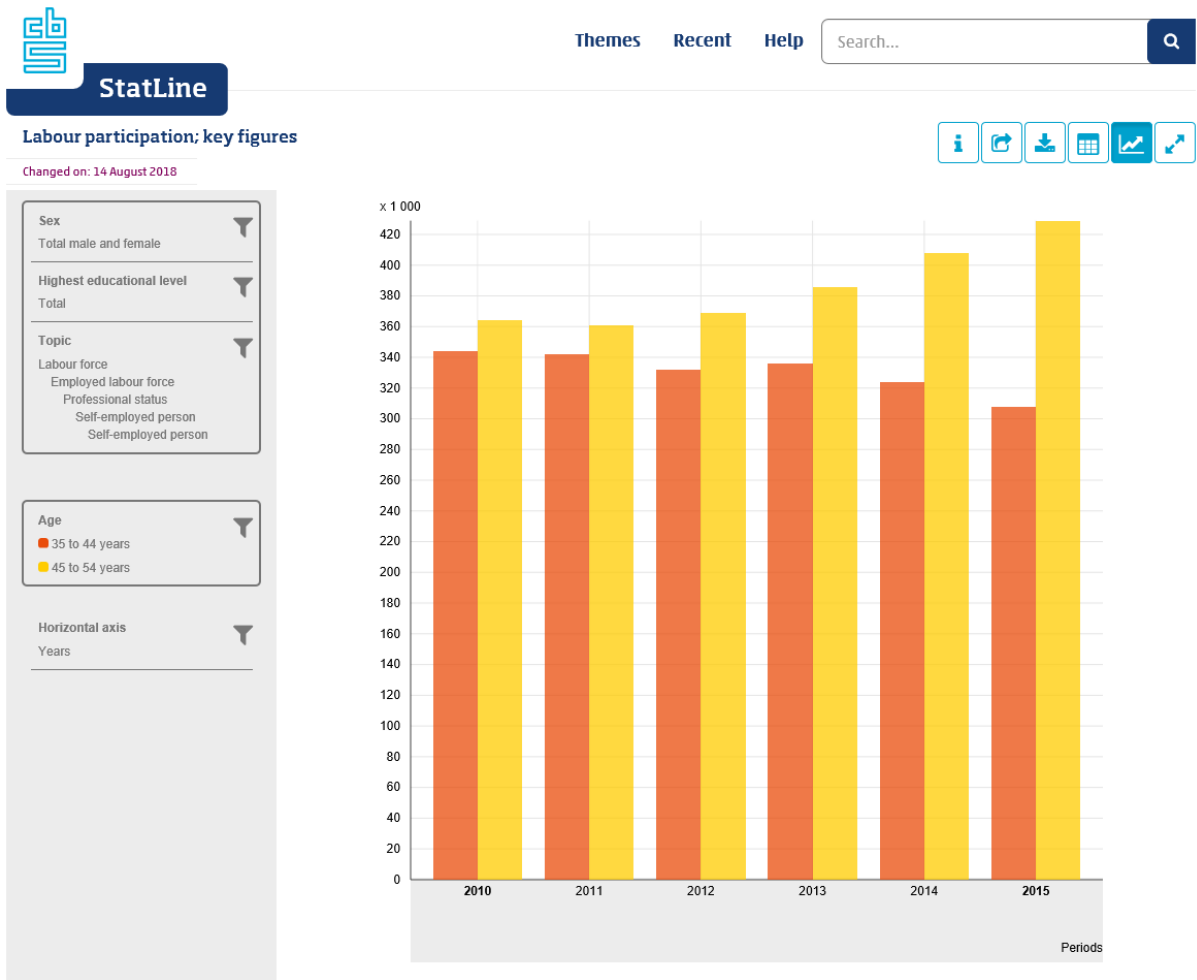 cbs
Themes Recent Help Search...
StatLine
Labour participation; key figures
Changed on: 14 August 2018
Sex
Total male and female
Highest educational level
Total
Topic
Labour force
Employed labour force
Professional status
Self-employed person
Self-employed person
Age
35 to 44 years
45 to 54 years
Horizontal axis
Years
x 1 000
420
400
380
360
340
320
300
280
260
240
220
200
180
160
140
120
100
80
60
40
20
0
2010 2011 2012 2013 2014 2015
Periods